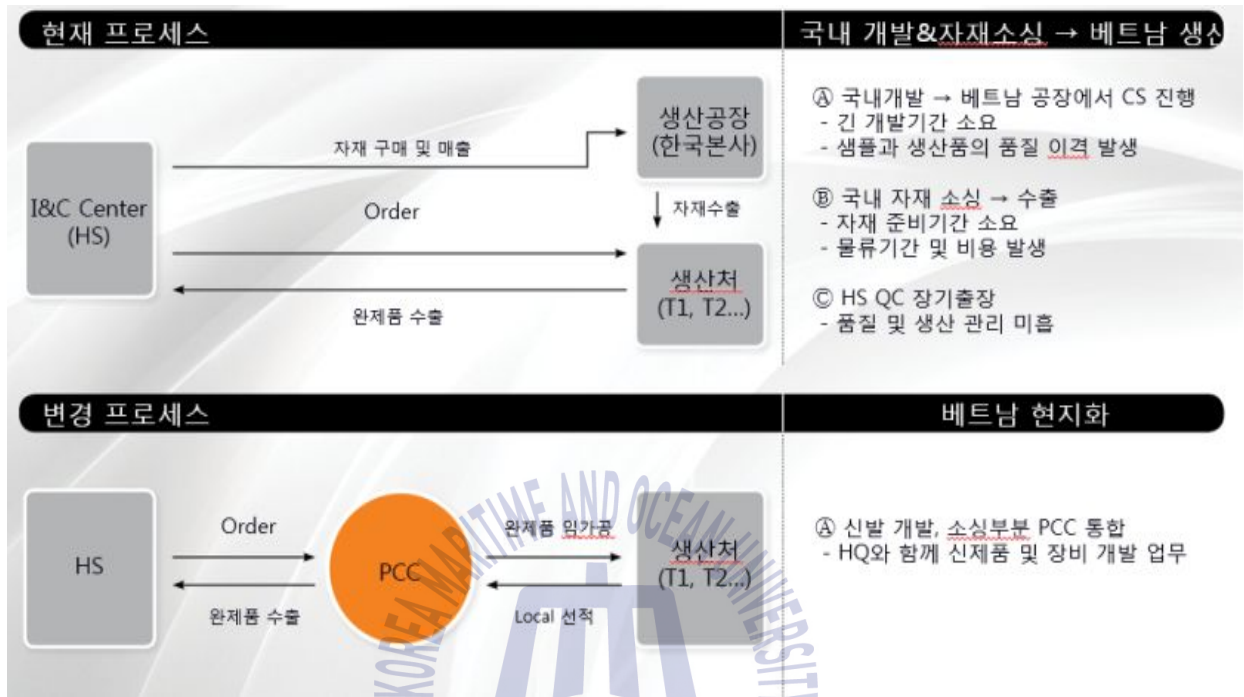 현재 프로세스
국내 개발&자재소싱 → 베트남 생산
I&C Center
(HS)
자재 구매 및 매출
Order
완제품 수출
생산공장
(한국본사)
자재수출
생산처
(T1, T2...)
Ⓐ 국내개발 → 베트남 공장에서 CS 진행
- 긴 개발기간 소요
- 샘플과 생산품의 품질 이격 발생
Ⓑ 국내 자재 소싱 → 수출
- 자재 준비기간 소요
- 물류기간 및 비용 발생
Ⓒ HS QC 장기출장
- 품질 및 생산 관리 미흡
변경 프로세스
베트남 현지화
HS
Order
완제품 수출
PCC
완제품 임가공
Local 선적
생산처
(T1, T2...)
Ⓐ 신발 개발, 소싱부부 PCC 통합
- HQ와 함께 신제품 및 장비 개발 업무
KOREA MARITIME AND OCEAN UNIVERSITY